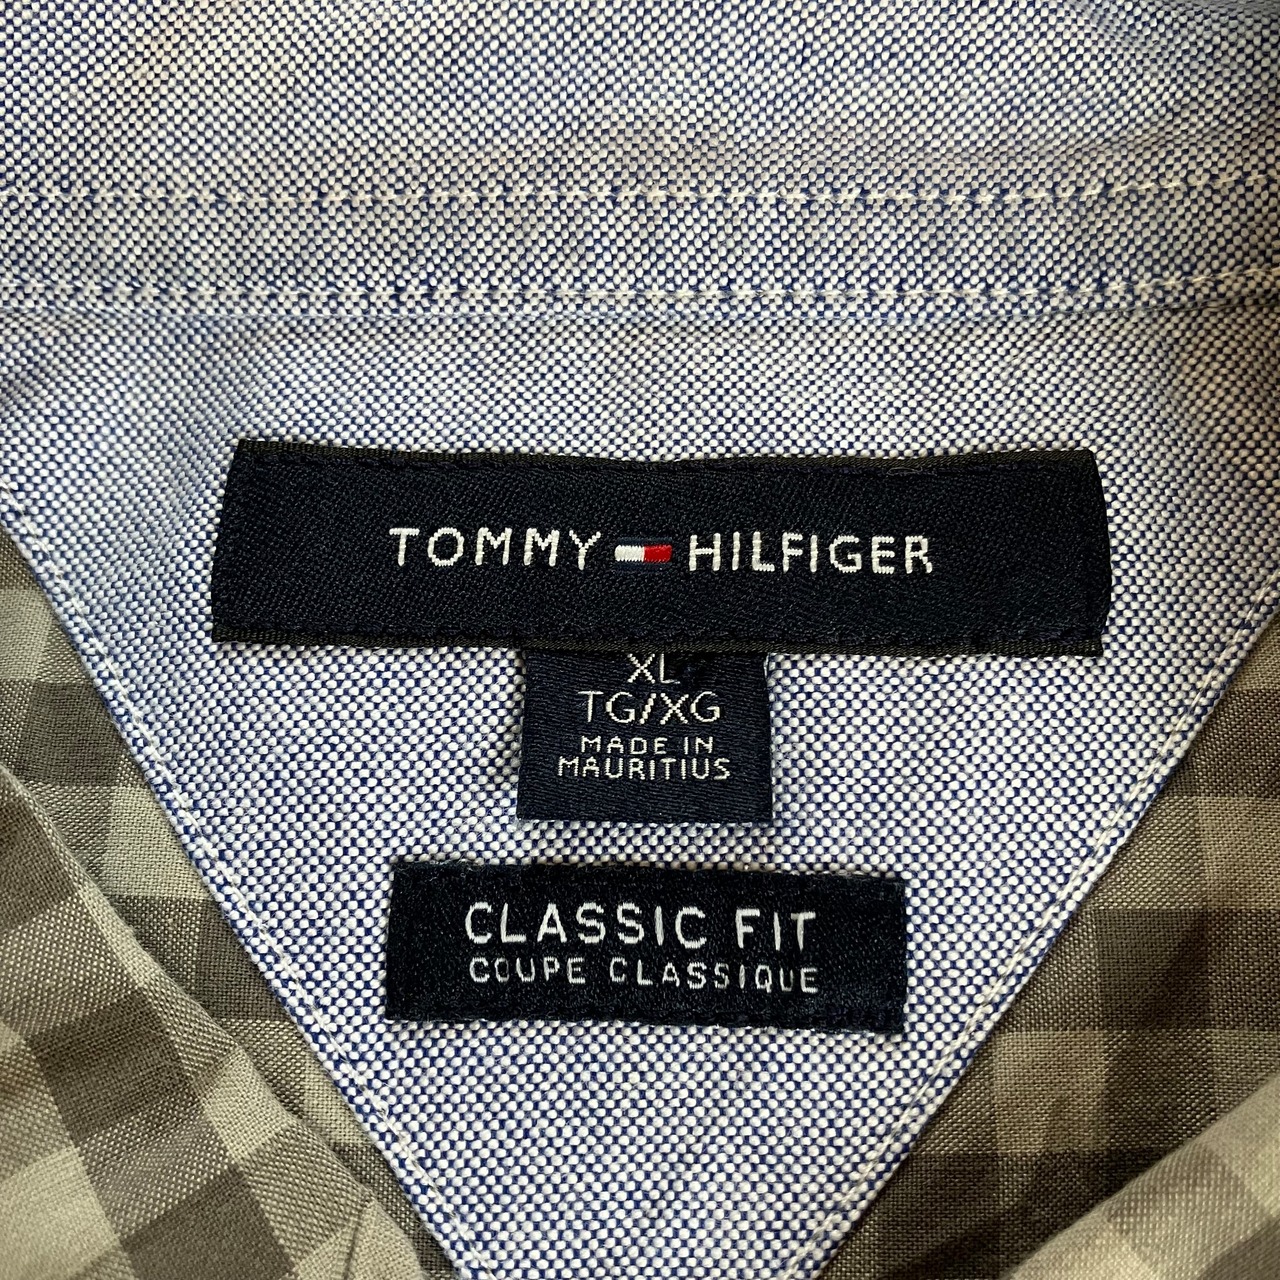 TOMMY HILFIGER
XL
TG/XG
MADE IN
MAURITIUS
CLASSIC FIT
COUPE CLASSIQUE